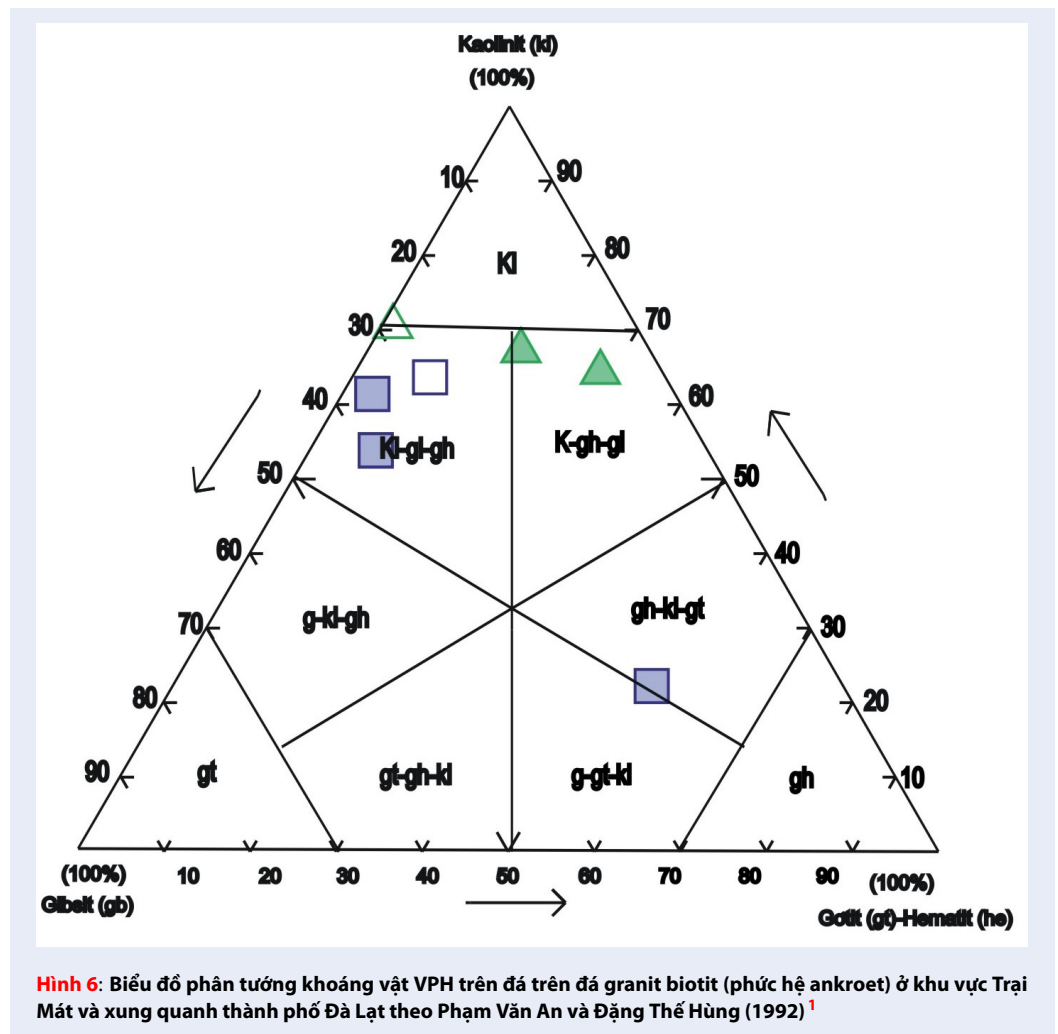 Kaolinit (kl)
(100%)
10 90
20 80
Kl
30 70
40 60
Kl-gl-gh K-gh-gl
50 50
60 40
g-kl-gh gh-kl-gt
70 30
80 20
90 gt gt-gh-kl g-gt-kl gh 10
(100%) 10 20 30 40 50 60 70 80 90 (100%)
Gibsit (gb) Gơtit (gt)-Hematit (he)
Hình 6: Biểu đồ phân tướng khoáng vật VPH trên đá trên đá granit biotit (phức hệ ankroet) ở khu vực Trại
Mát và xung quanh thành phố Đà Lạt theo Phạm Văn An và Đặng Thế Hùng (1992) 1